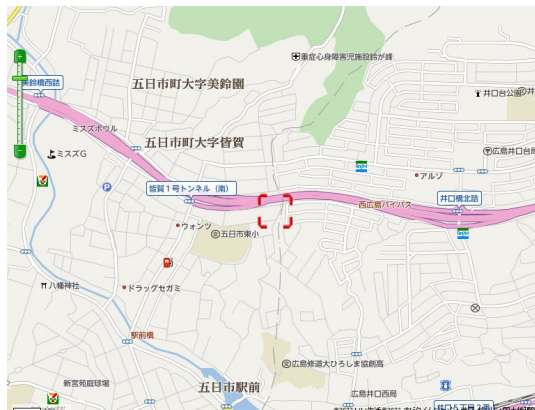 重症心身障害児施設鈴が峰
美鈴橋西詰
五日市町大字美鈴園
井口台公園
ミスズボウル
五日市町大字皆賀
ミスズG
広島井口台局
アルゾ
皆賀1号トンネル（南）
西広島バイパス
井口橋北詰
ウォンツ
五日市東小
八幡神社
ドラッグセガミ
駅前橋
広島修道大ひろしま協創高
新宮苑庭球場
五日市駅前
広島井口西局